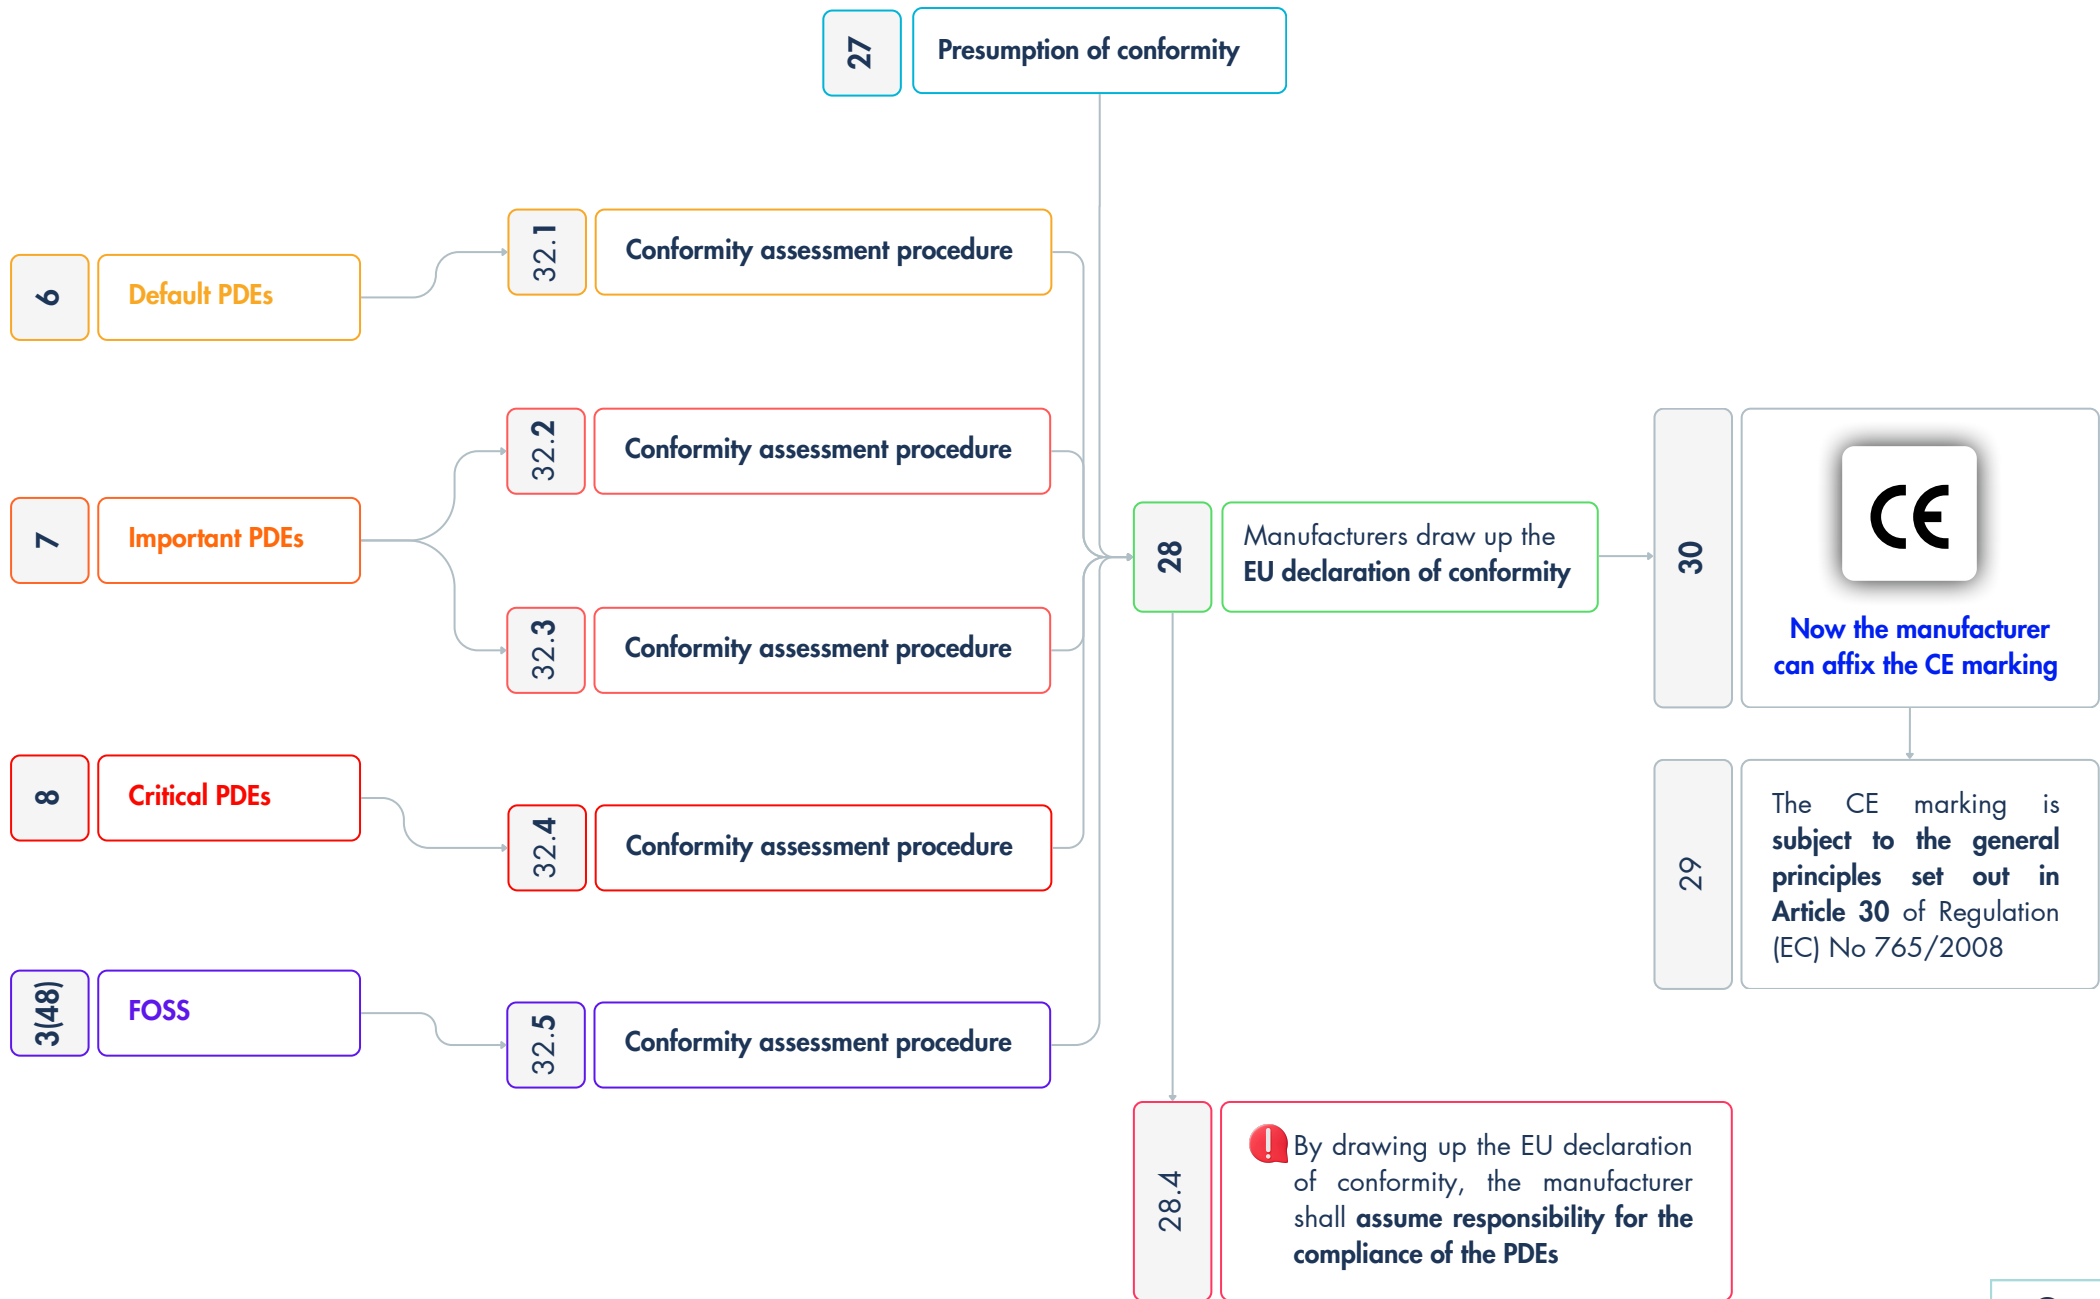 27
Presumption of conformity
6
Default PDEs
32.1
Conformity assessment procedure
7
Important PDEs
32.2
Conformity assessment procedure
32.3
Conformity assessment procedure
8
Critical PDEs
32.4
Conformity assessment procedure
3(48)
FOSS
32.5
Conformity assessment procedure
28
Manufacturers draw up the
EU declaration of conformity
28.4
By drawing up the EU declaration
of conformity, the manufacturer
shall assume responsibility for the
compliance of the PDEs
30
CE
Now the manufacturer
can affix the CE marking
29
The CE marking is
subject to the general
principles set out in
Article 30 of Regulation
(EC) No 765/2008